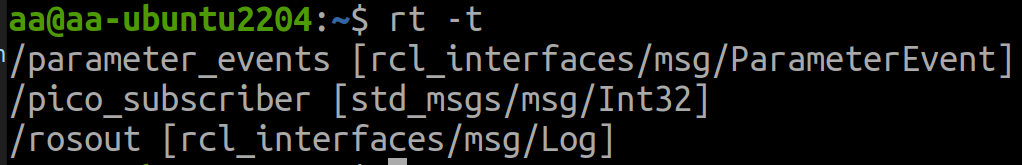 aa@aa-ubuntu2204:~$ rt -t
/parameter_events [rcl_interfaces/msg/ParameterEvent]
/pico_subscriber [std_msgs/msg/Int32]
/rosout [rcl_interfaces/msg/Log]